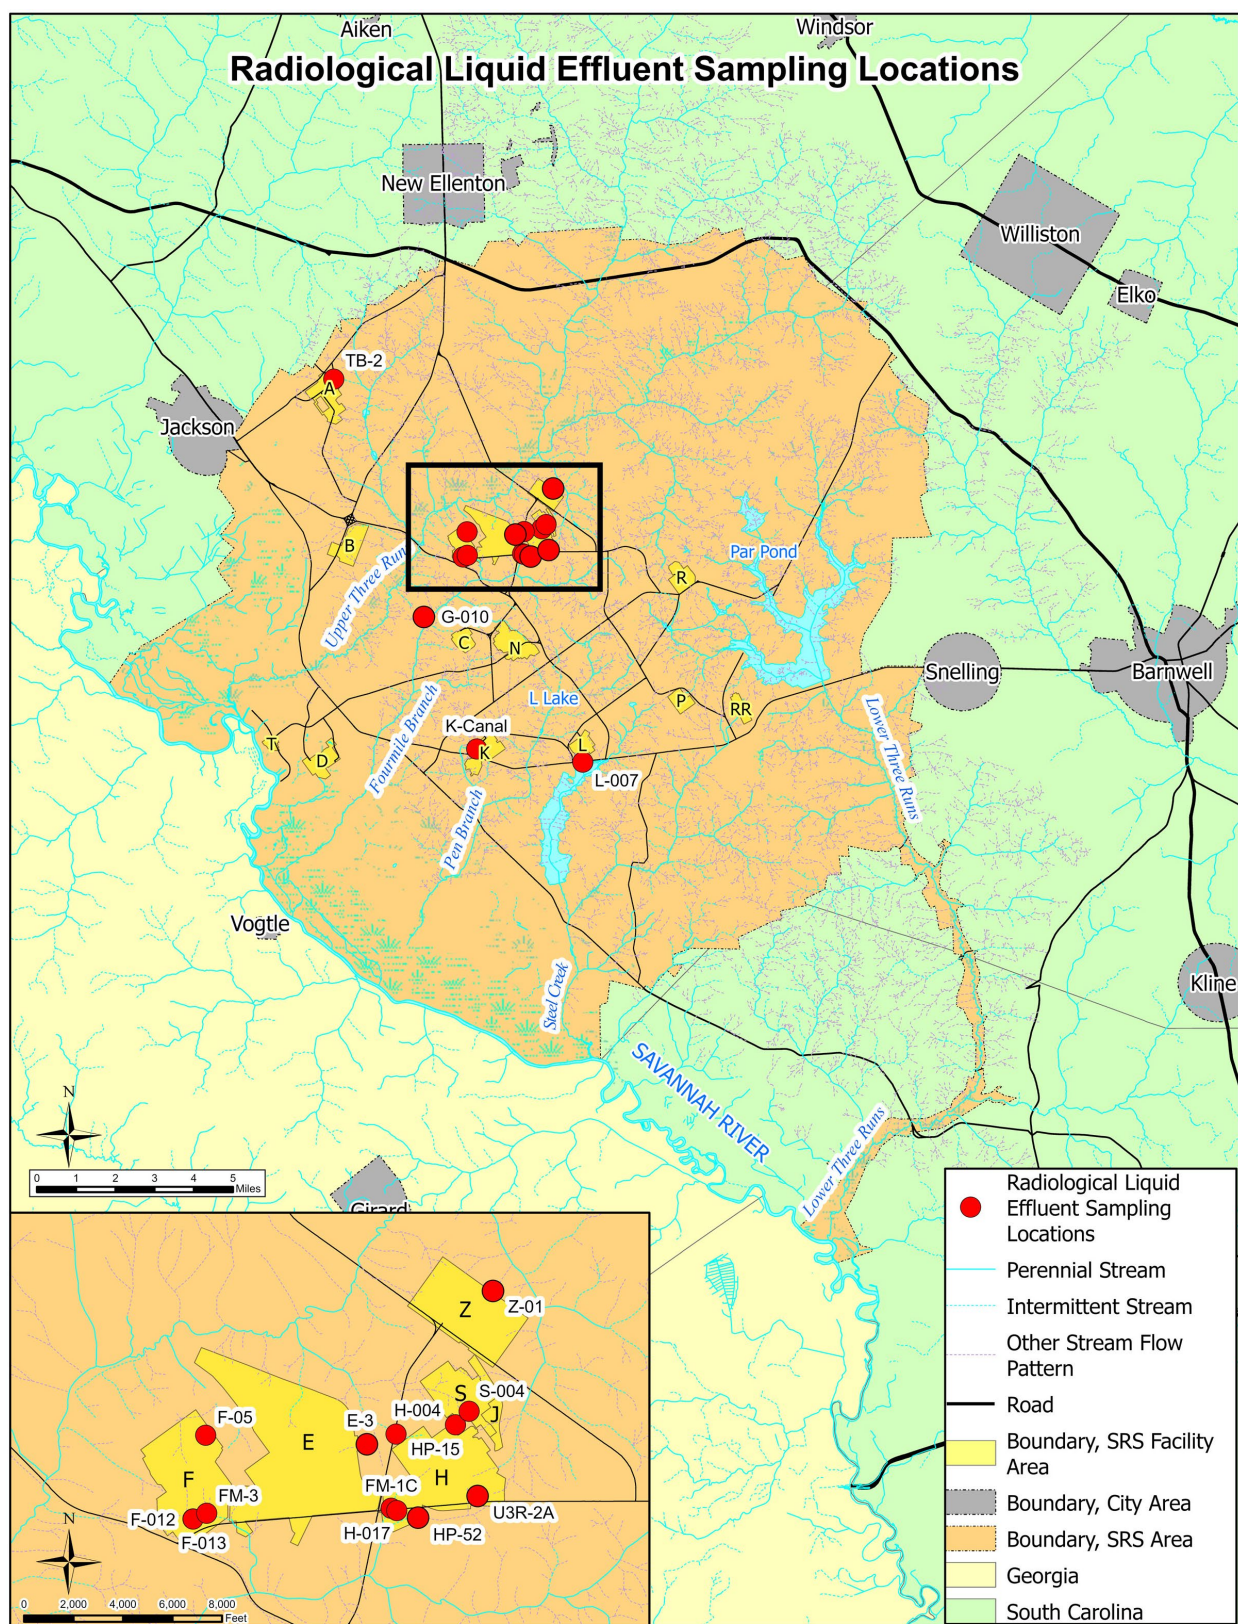 Aiken
Windsor
Radiological Liquid Effluent Sampling Locations
New Ellenton
Williston
Elko
TB-2
A
Jackson
B
Upper Three Run
R
Par Pond
G-010
C
N
Snelling
Barnwell
L Lake
P
RR
K-Canal
K
L
L-007
T
D
Fourmile Branch
Pen Branch
Lower Three Runs
Vogtle
Steel Creek
Kline
SAVANNAH RIVER
Lower Three Runs
N
0 1 2 3 4 5
Miles
Girard
Z
Z-01
S
S-004
J
F-05
E-3
H-004
E
HP-15
F
H
FM-1C
FM-3
U3R-2A
F-012
F-013
H-017
HP-52
N
0 2,000 4,000 6,000 8,000
Feet
Radiological Liquid
Effluent Sampling
Locations
Perennial Stream
Intermittent Stream
Other Stream Flow
Pattern
Road
Boundary, SRS Facility
Area
Boundary, City Area
Boundary, SRS Area
Georgia
South Carolina